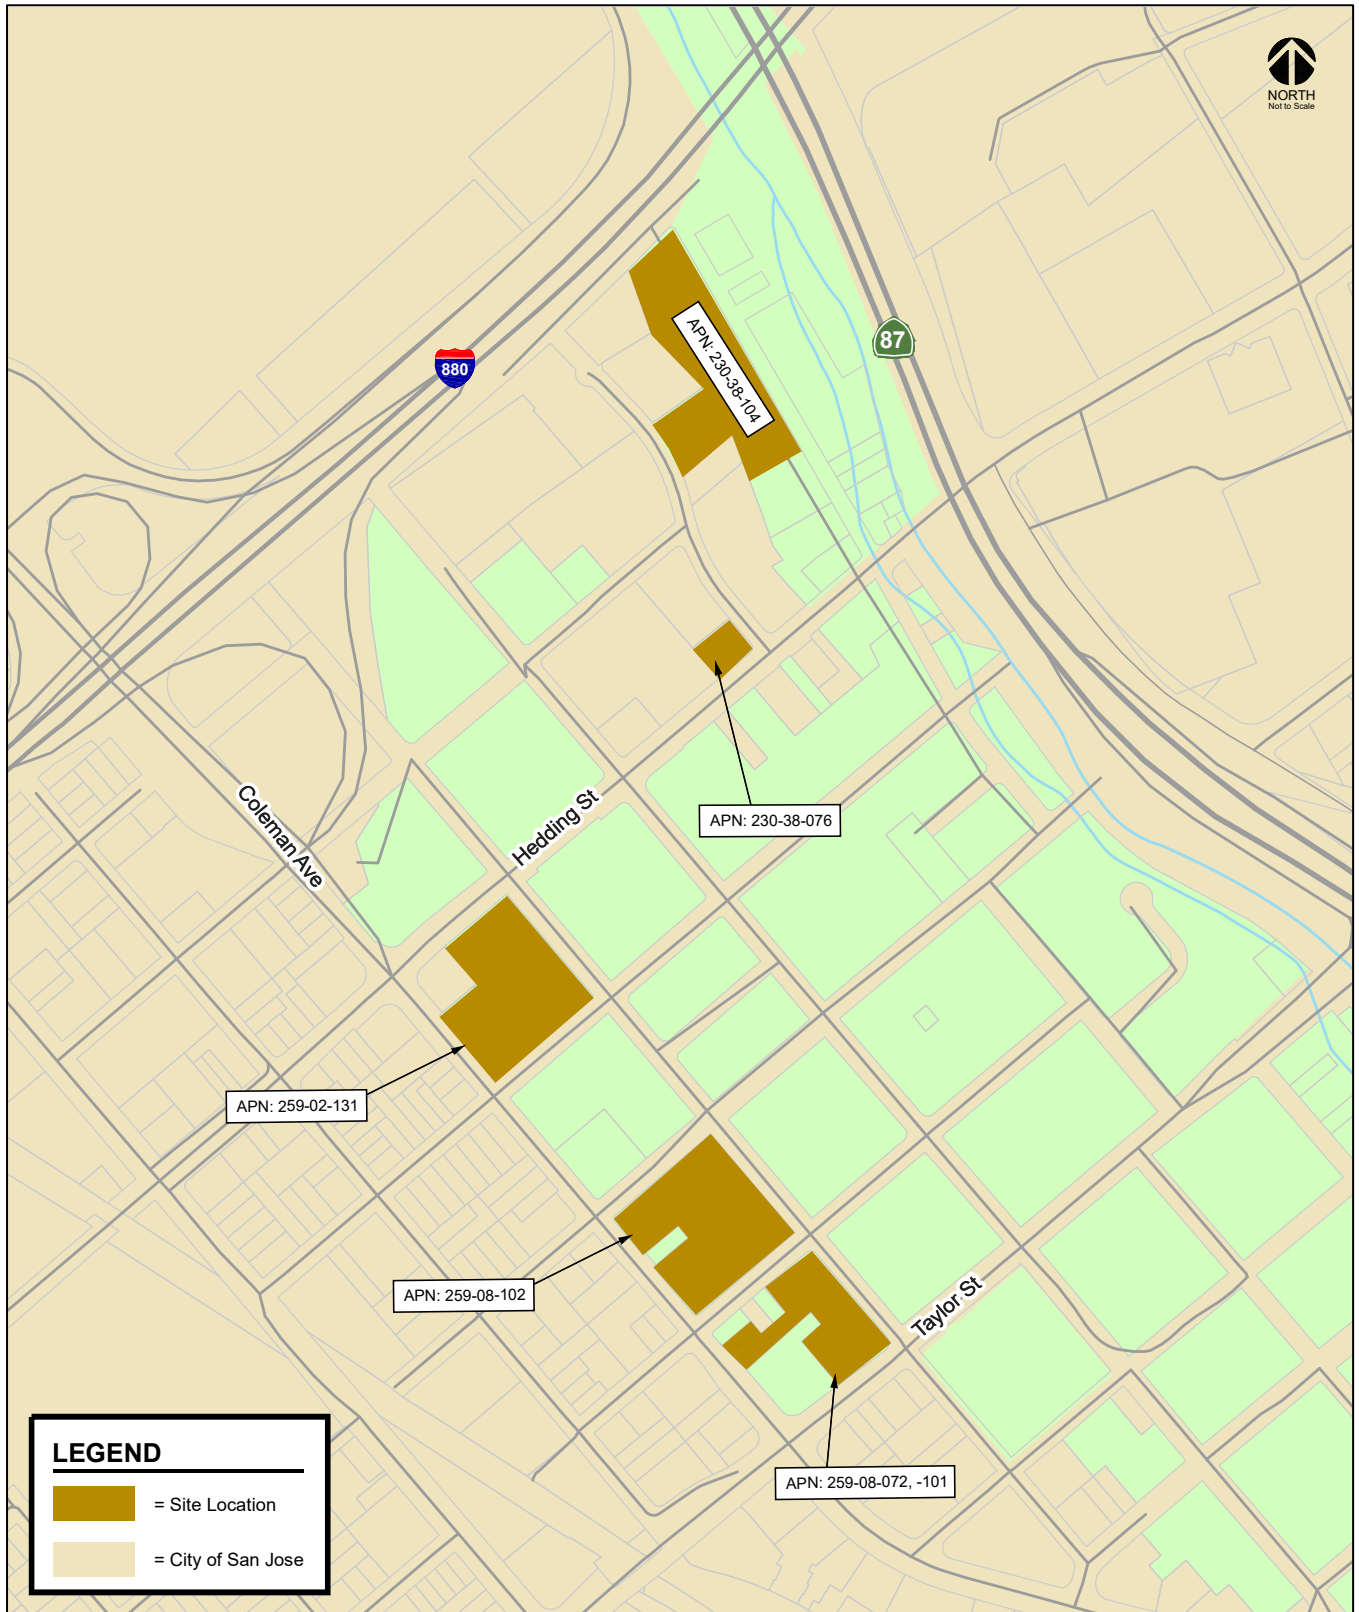 NORTH
Not to Scale
87
880
APN: 230-38-104
APN: 230-38-076
Coleman Ave
Hedding St
APN: 259-02-131
APN: 259-08-102
Taylor St
APN: 259-08-072, -101
LEGEND
= Site Location
= City of San Jose